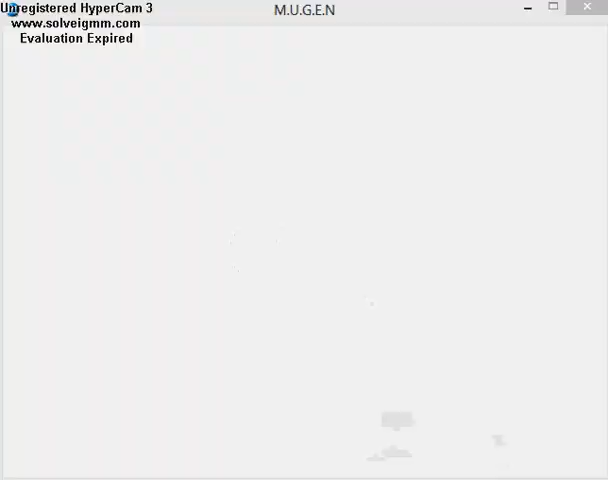 Unregistered HyperCam 3
M.U.G.E.N
www.solveigmm.com
Evaluation Expired